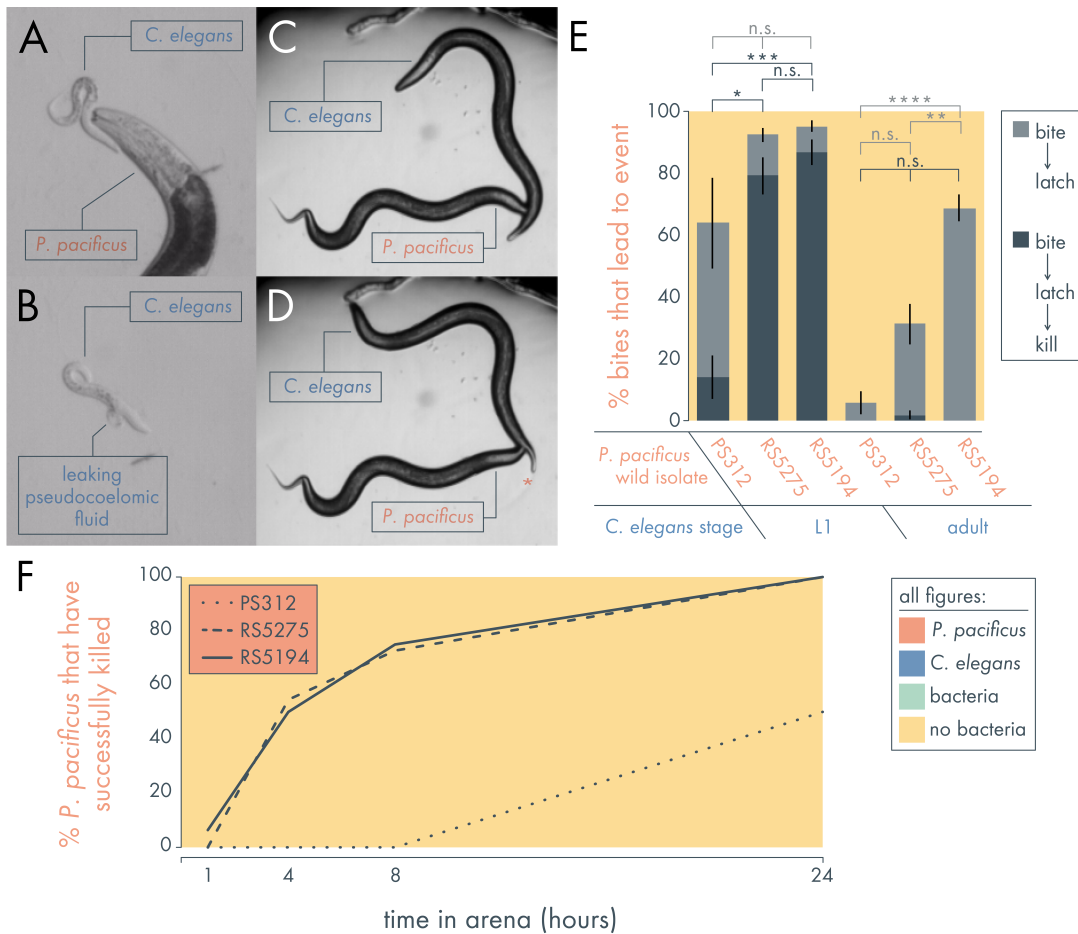 A
C. elegans
P. pacificus
B
C. elegans
leaking
pseudocoelomic
fluid
C
C. elegans
P. pacificus
D
C. elegans
P. pacificus
*
E
n.s.
***
n.s.
*
****
**
n.s.
n.s.
% bites that lead to event
100
80
60
40
20
0
bite
latch
bite
latch
kill
P. pacificus
wild isolate
PS312
RS5275
RS5194
PS312
RS5275
RS5194
C. elegans stage
L1
adult
F
% P. pacificus that have
successfully killed
100
80
60
40
20
0
PS312
RS5275
RS5194
1
4
8
24
time in arena (hours)
all figures:
P. pacificus
C. elegans
bacteria
no bacteria